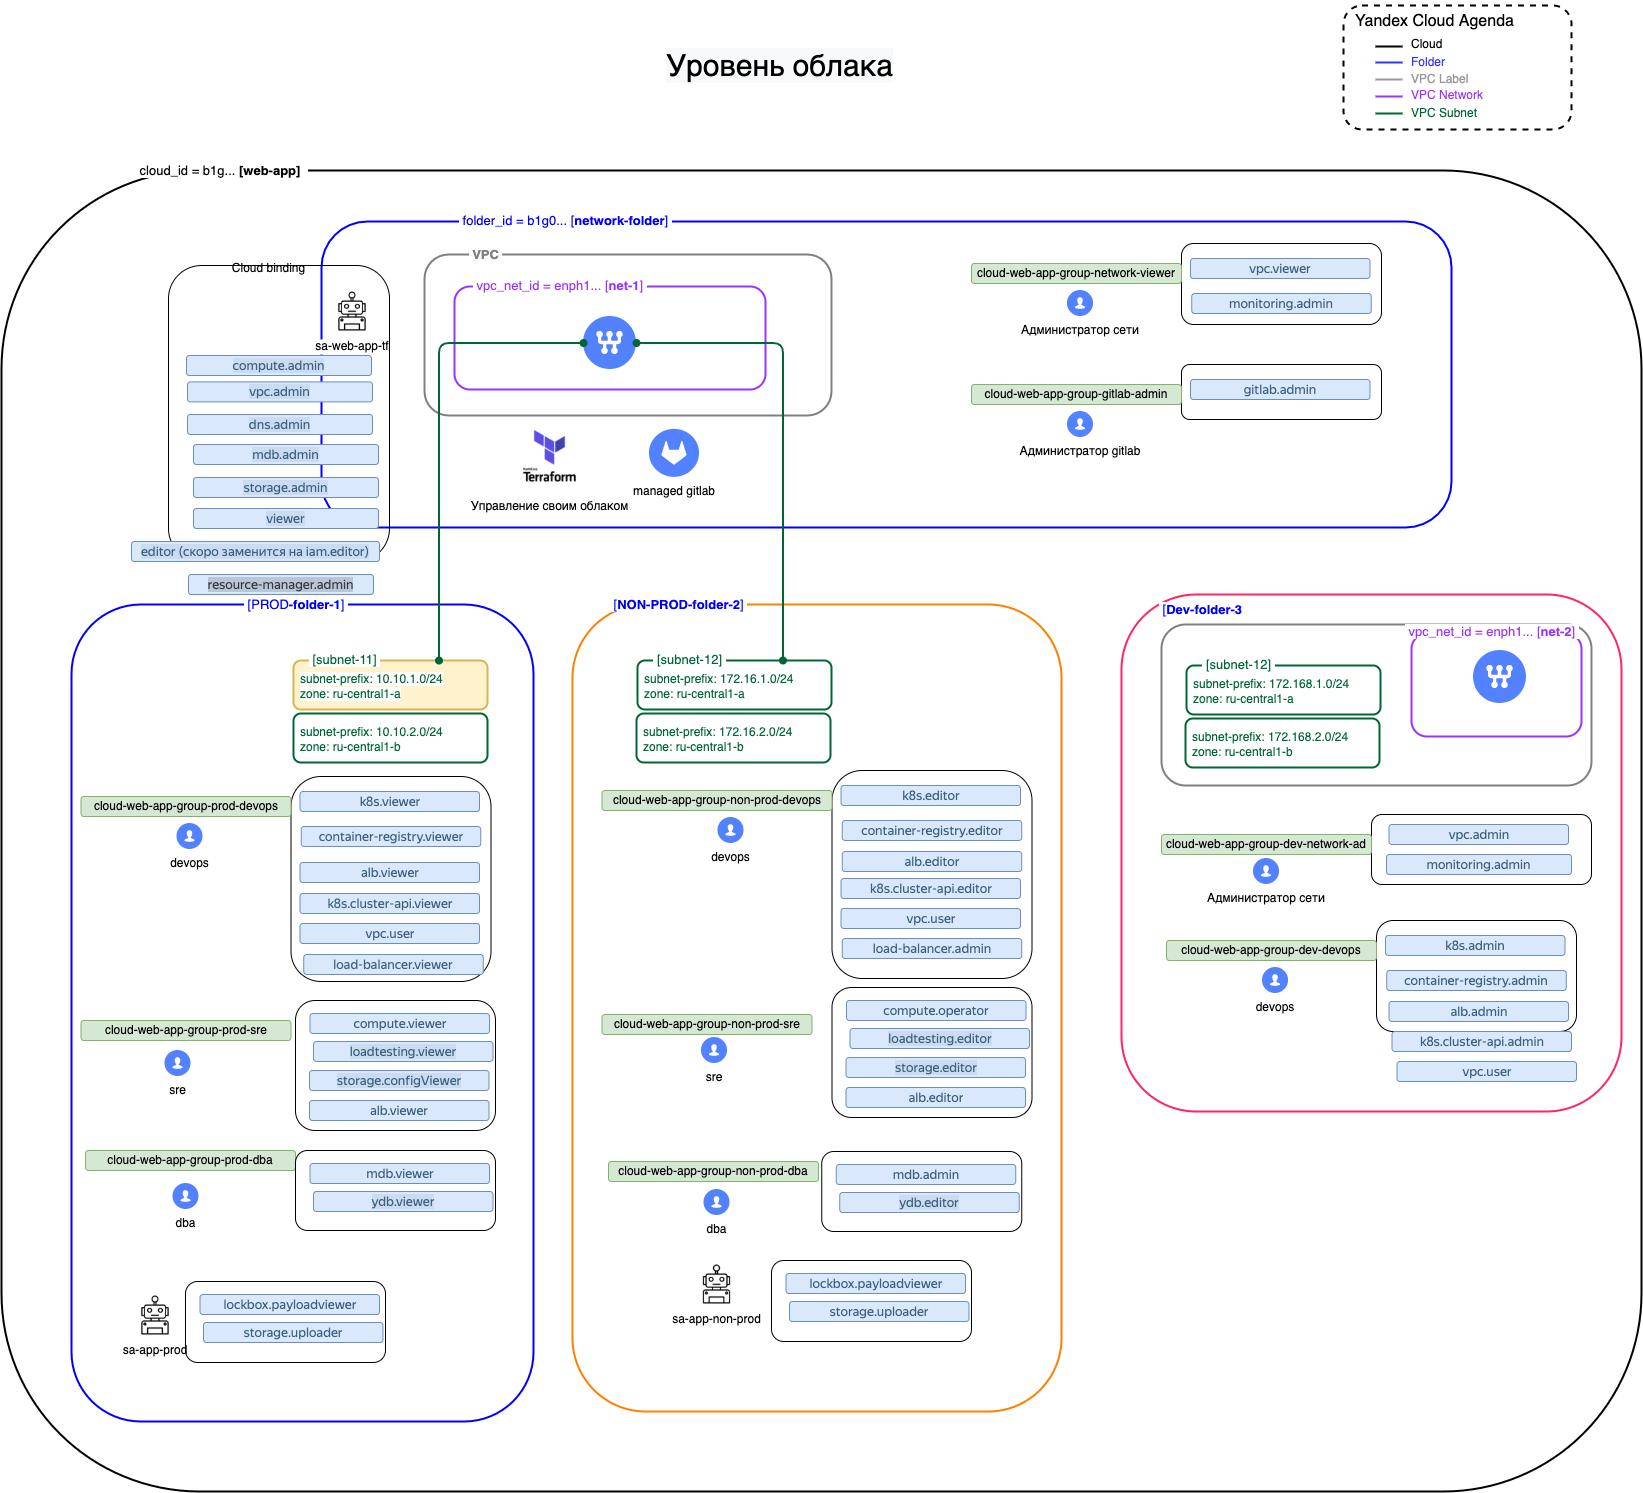 Yandex Cloud Agenda
Cloud
Folder
VPC Label
VPC Network
VPC Subnet
Уровень облака
cloud_id = b1g... [web-app]
folder_id = b1g0... [network-folder]
Cloud binding
sa-web-app-tf
compute.admin
vpc.admin
dns.admin
mdb.admin
storage.admin
viewer
editor (скоро заменится на iam.editor)
resource-manager.admin
VPC
vpc_net_id = enph1... [net-1]
HashiCorp
Terraform
Управление своим облаком
managed gitlab
cloud-web-app-group-network-viewer
Администратор сети
vpc.viewer
monitoring.admin
cloud-web-app-group-gitlab-admin
Администратор gitlab
gitlab.admin
[PROD-folder-1]
[subnet-11]
subnet-prefix: 10.10.1.0/24
zone: ru-central1-a
subnet-prefix: 10.10.2.0/24
zone: ru-central1-b
cloud-web-app-group-prod-devops
devops
k8s.viewer
container-registry.viewer
alb.viewer
k8s.cluster-api.viewer
vpc.user
load-balancer.viewer
cloud-web-app-group-prod-sre
sre
compute.viewer
loadtesting.viewer
storage.configViewer
alb.viewer
cloud-web-app-group-prod-dba
dba
mdb.viewer
ydb.viewer
sa-app-prod
lockbox.payloadviewer
storage.uploader
[NON-PROD-folder-2]
[subnet-12]
subnet-prefix: 172.16.1.0/24
zone: ru-central1-a
subnet-prefix: 172.16.2.0/24
zone: ru-central1-b
cloud-web-app-group-non-prod-devops
devops
k8s.editor
container-registry.editor
alb.editor
k8s.cluster-api.editor
vpc.user
load-balancer.admin
cloud-web-app-group-non-prod-sre
sre
compute.operator
loadtesting.editor
storage.editor
alb.editor
cloud-web-app-group-non-prod-dba
dba
mdb.admin
ydb.editor
sa-app-non-prod
lockbox.payloadviewer
storage.uploader
[Dev-folder-3
vpc_net_id = enph1... [net-2]
[subnet-12]
subnet-prefix: 172.168.1.0/24
zone: ru-central1-a
subnet-prefix: 172.168.2.0/24
zone: ru-central1-b
cloud-web-app-group-dev-network-ad
Администратор сети
vpc.admin
monitoring.admin
cloud-web-app-group-dev-devops
devops
k8s.admin
container-registry.admin
alb.admin
k8s.cluster-api.admin
vpc.user